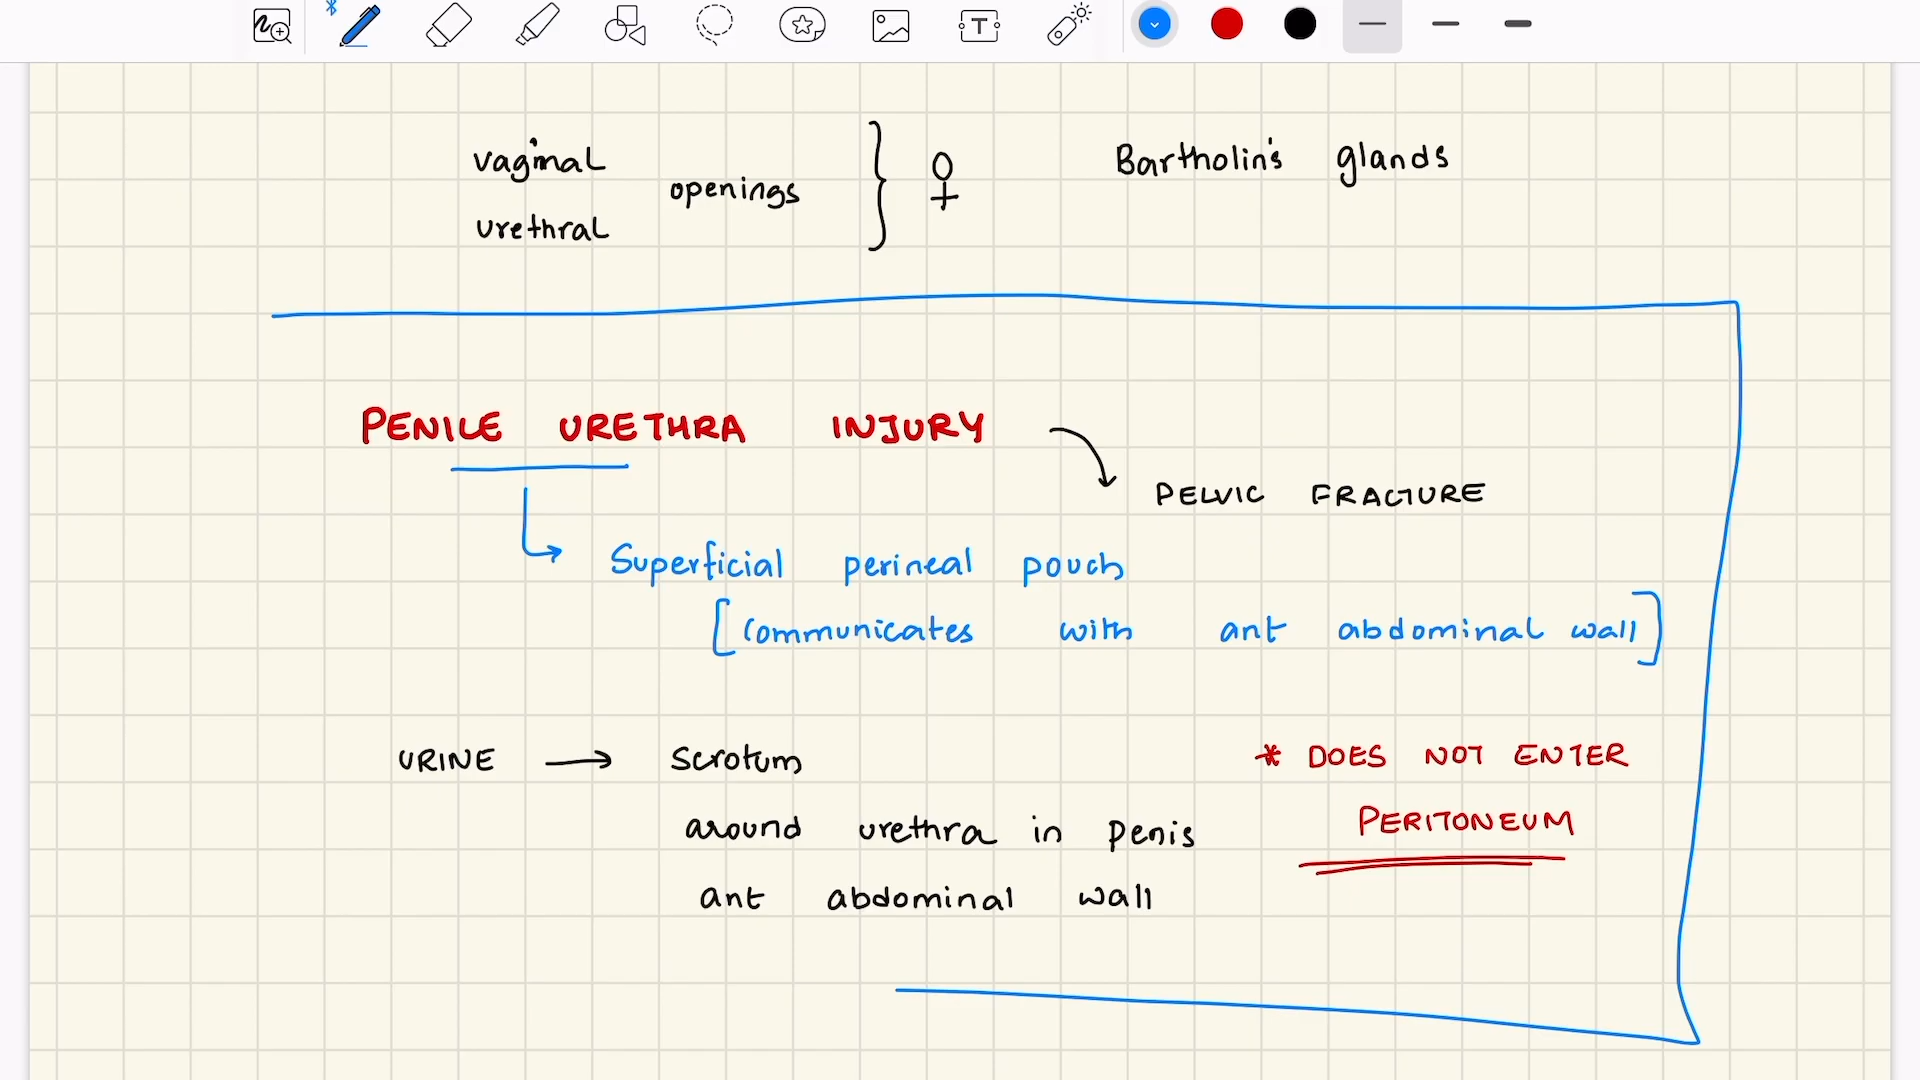 vaginal
openings
urethral
♀
Bartholin's glands
PENILE URETHRA INJURY
PELVIC FRACTURE
Superficial perineal pouch
[communicates with ant abdominal wall]
URINE → Scrotum
around urethra in penis
ant abdominal wall
* DOES NOT ENTER
PERITONEUM